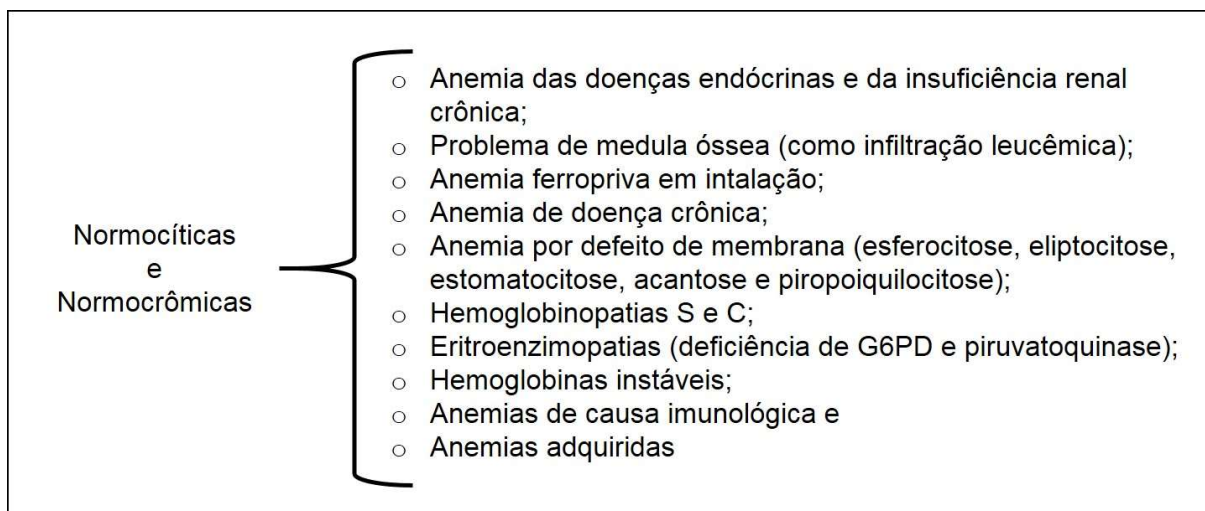 Normocíticas
e
Normocrômicas
o Anemia das doenças endócrinas e da insuficiência renal
crônica;
o Problema de medula óssea (como infiltração leucêmica);
o Anemia ferropriva em intalação;
o Anemia de doença crônica;
o Anemia por defeito de membrana (esferocitose, eliptocitose,
estomatocitose, acantose e piropoiquilocitose);
o Hemoglobinopatias S e C;
o Eritroenzimopatias (deficiência de G6PD e piruvatoquinase);
o Hemoglobinas instáveis;
o Anemias de causa imunológica e
o Anemias adquiridas